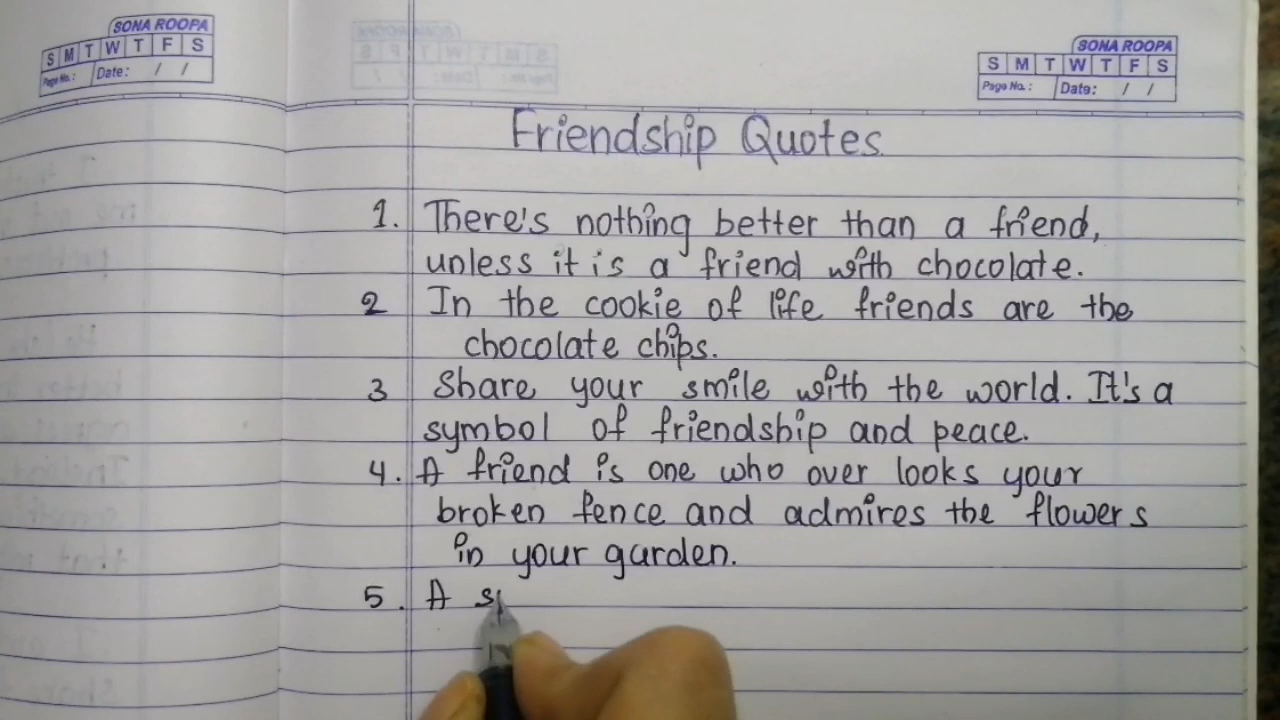 SONA ROOPA
S M T W T F S
Page No.: Date: / /
SONA ROOPA
S M T W T F S
Page No.: Date: / /
Friendship Quotes
1. There's nothing better than a friend,
unless it is a friend with chocolate.
2 In the cookie of life friends are the
chocolate chips.
3 Share your smile with the world. It's a
symbol of friendship and peace.
4. A friend is one who over looks your
broken fence and admires the flowers
in your garden.
5. A s